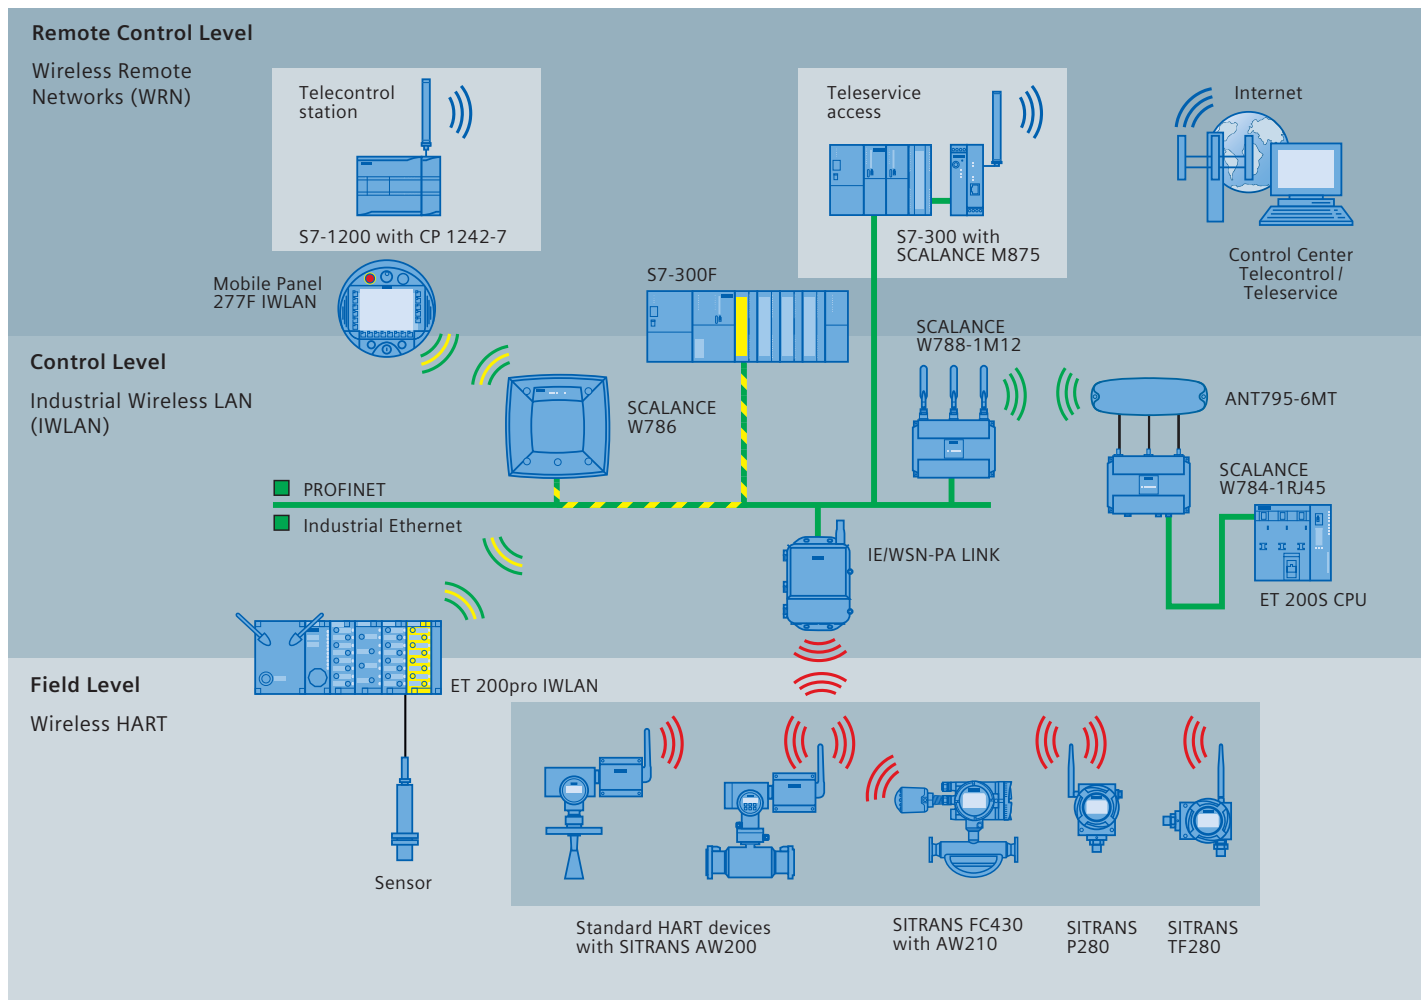 Remote Control Level
Wireless Remote
Networks (WRN)
Telecontrol
station
S7-1200 with CP 1242-7
Teleservice
access
S7-300 with
SCALANCE M875
Internet
Control Center
Telecontrol/
Teleservice
Mobile Panel
277F IWLAN
S7-300F
SCALANCE
W788-1M12
Control Level
Industrial Wireless LAN
(IWLAN)
SCALANCE
W786
ANT795-6MT
SCALANCE
W784-1RJ45
PROFINET
Industrial Ethernet
IE/WSN-PA LINK
ET 200S CPU
Field Level
Wireless HART
ET 200pro IWLAN
Sensor
Standard HART devices
with SITRANS AW200
SITRANS FC430
with AW210
SITRANS
P280
SITRANS
TF280